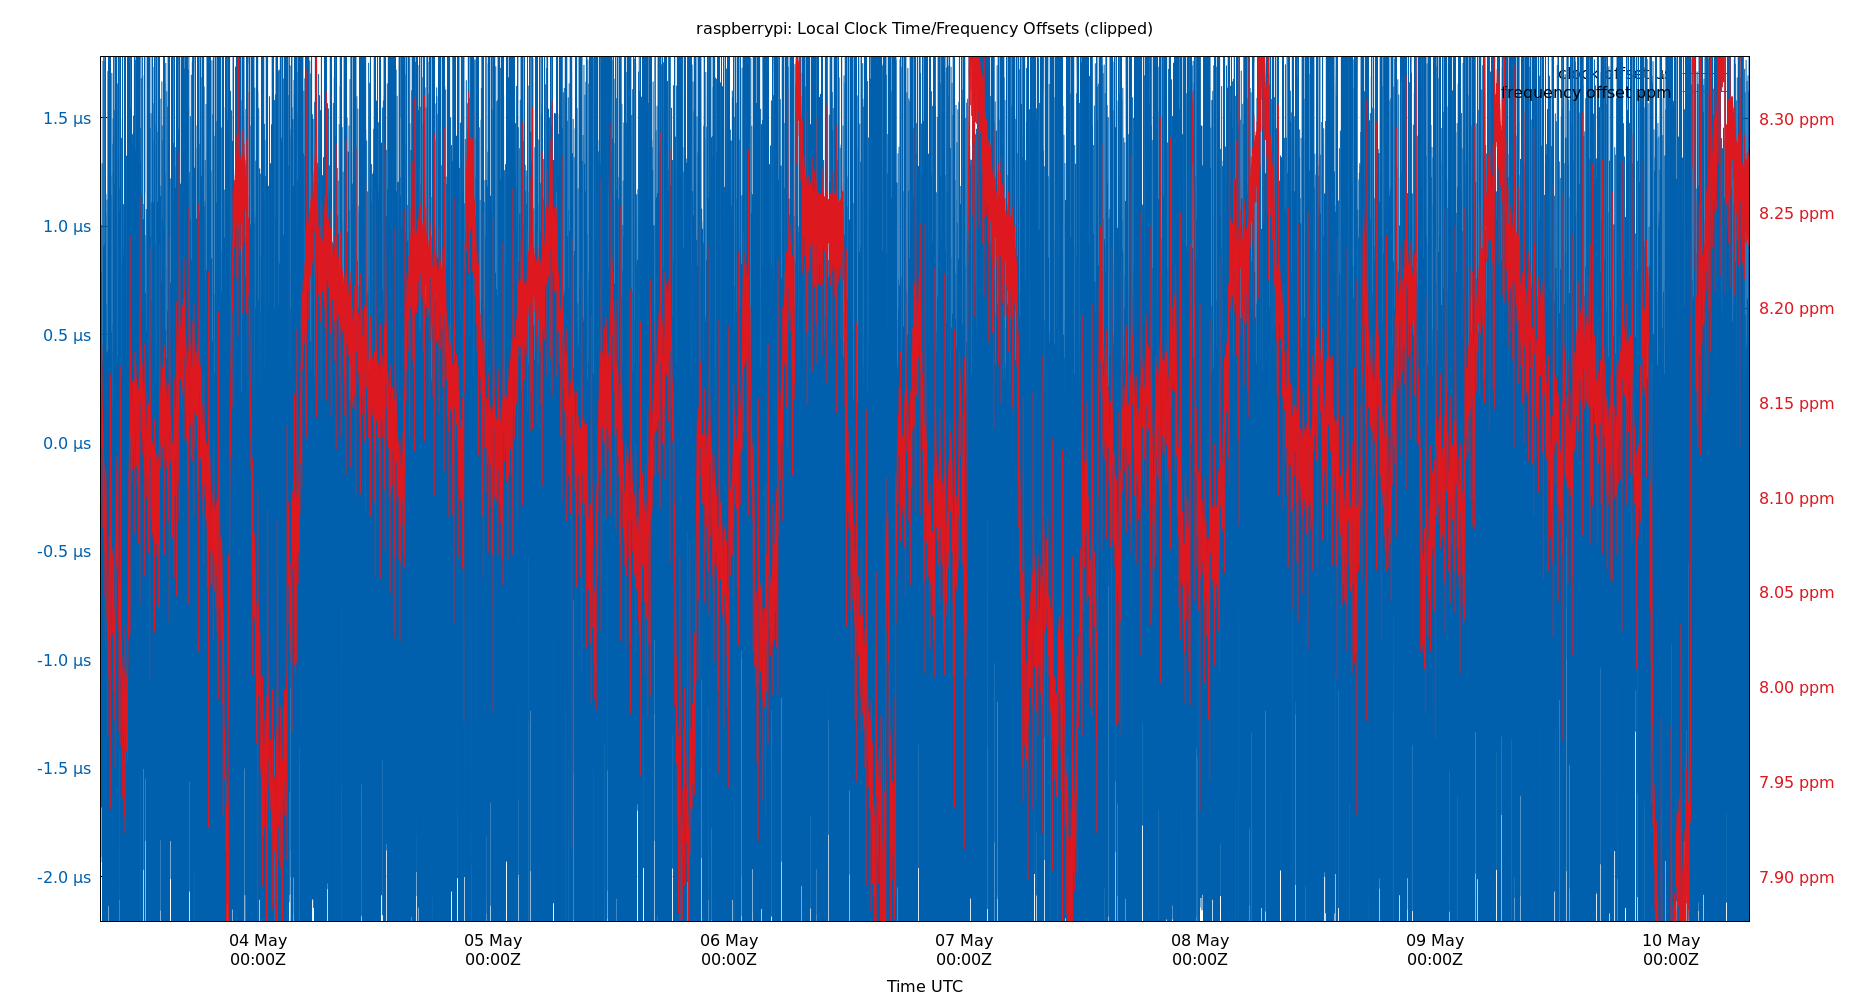 raspberrypi: Local Clock Time/Frequency Offsets (clipped)
clock offset µs
frequency offset ppm
1.5 µs
1.0 µs
0.5 µs
0.0 µs
-0.5 µs
-1.0 µs
-1.5 µs
-2.0 µs
8.30 ppm
8.25 ppm
8.20 ppm
8.15 ppm
8.10 ppm
8.05 ppm
8.00 ppm
7.95 ppm
7.90 ppm
04 May
00:00Z
05 May
00:00Z
06 May
00:00Z
07 May
00:00Z
08 May
00:00Z
09 May
00:00Z
10 May
00:00Z
Time UTC